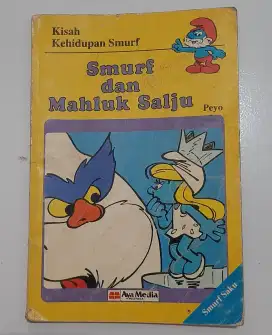 Kisah
Kehidupan Smurf
Smurf
dan
Mahluk Salju
Peyo
Aya Media
Smurf Saku